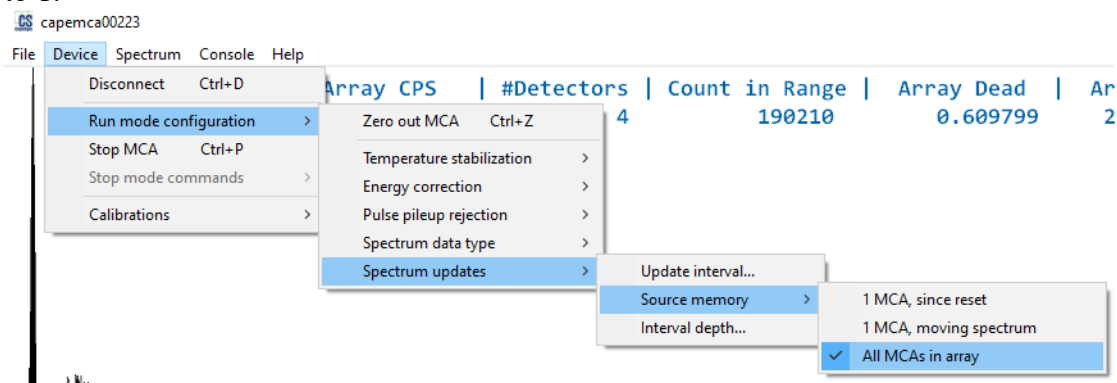 capemca00223
File Device Spectrum Console Help
Array CPS | #Detectors | Count in Range | Array Dead | Ar
4 190210 0.609799 2
Disconnect Ctrl+D
Run mode configuration >
Stop MCA Ctrl+P
Stop mode commands >
Calibrations >
Zero out MCA Ctrl+Z
Temperature stabilization >
Energy correction >
Pulse pileup rejection >
Spectrum data type >
Spectrum updates >
Update interval...
Source memory >
Interval depth...
1 MCA, since reset
1 MCA, moving spectrum
✓ All MCAs in array